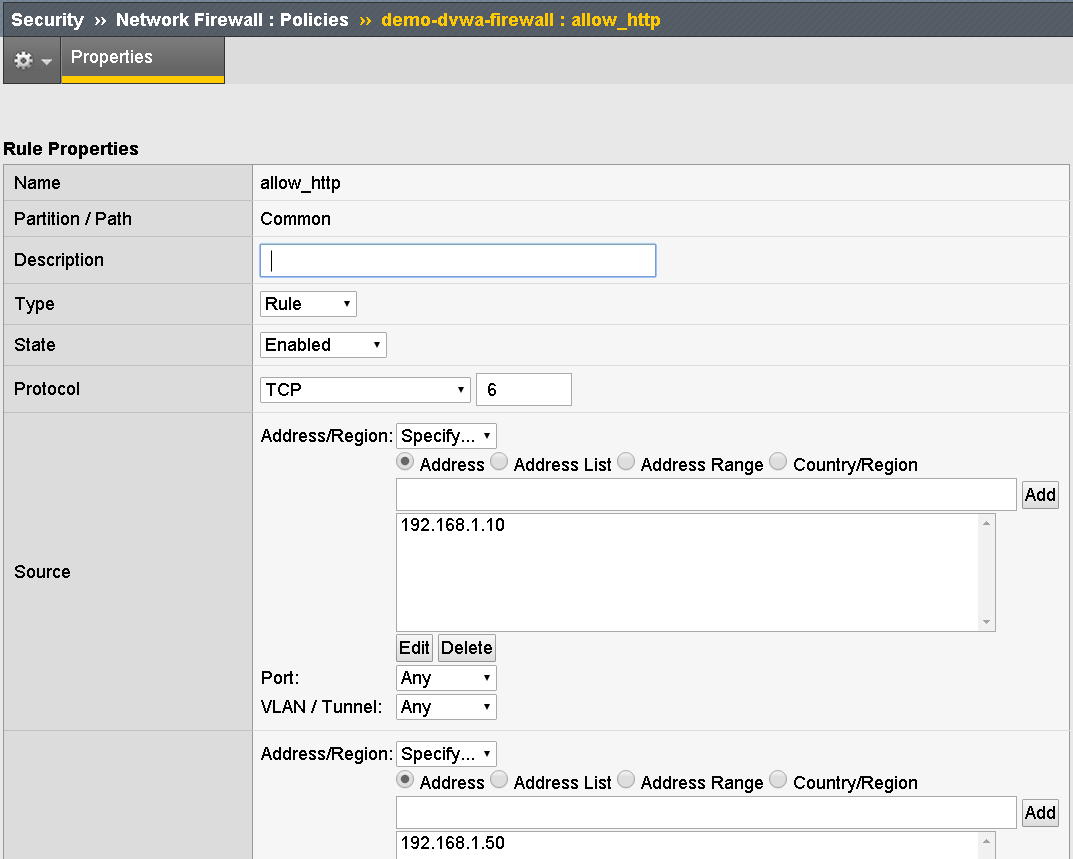 Security ›› Network Firewall : Policies ›› demo-dvwa-firewall : allow_http
Properties
Rule Properties
Name allow_http
Partition / Path Common
Description
Type Rule
State Enabled
Protocol TCP 6
Source
Address/Region: Specify...
Address Address List Address Range Country/Region
Add
192.168.1.10
Edit Delete
Port: Any
VLAN / Tunnel: Any
Address/Region: Specify...
Address Address List Address Range Country/Region
Add
192.168.1.50